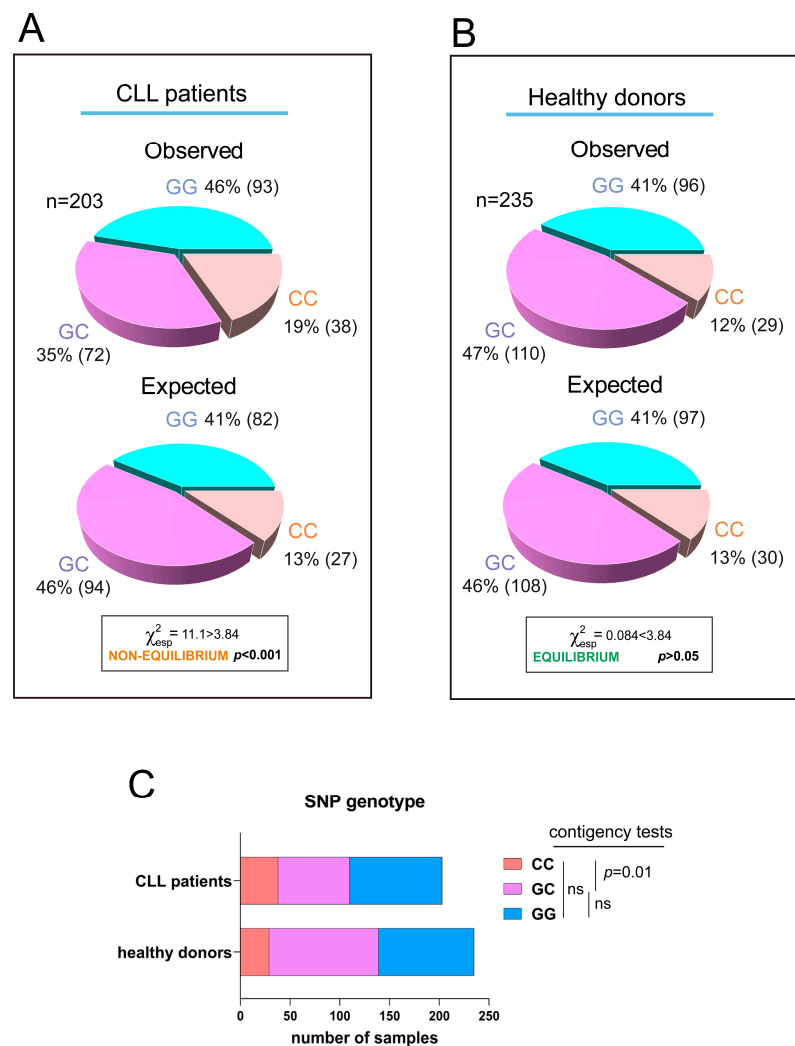 A
CLL patients
Observed
GG 46% (93)
n=203
CC
19% (38)
GC
35% (72)
Expected
GG 41% (82)
CC
13% (27)
GC
46% (94)
χ²esp = 11.1>3.84
NON-EQUILIBRIUM p<0.001
B
Healthy donors
Observed
GG 41% (96)
n=235
CC
12% (29)
GC
47% (110)
Expected
GG 41% (97)
CC
13% (30)
GC
46% (108)
χ²esp = 0.084<3.84
EQUILIBRIUM p>0.05
C
SNP genotype
contigency tests
CLL patients
healthy donors
CC
GC
GG
ns
p=0.01
ns
0 50 100 150 200 250
number of samples